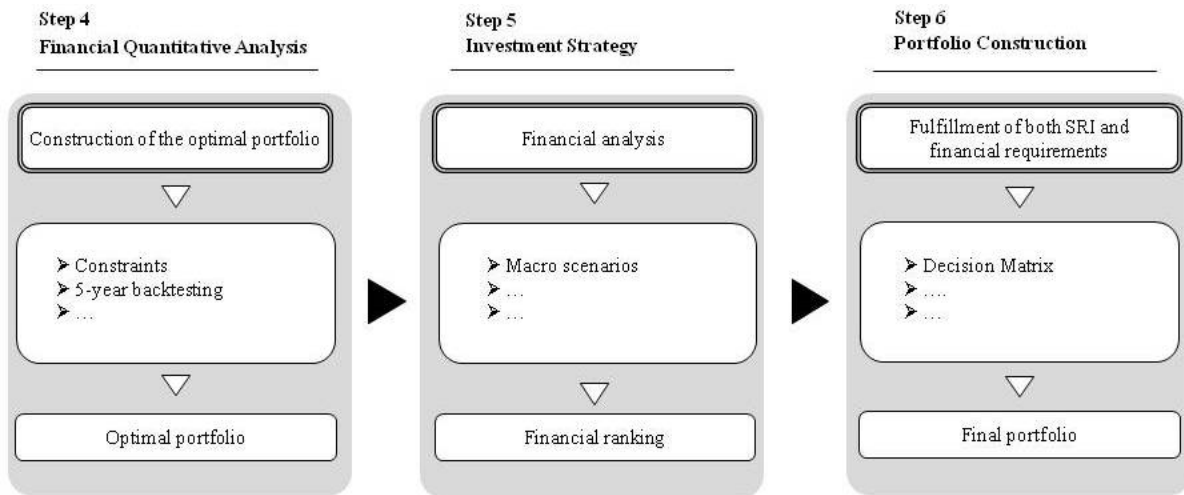 Step 4
Financial Quantitative Analysis
Construction of the optimal portfolio
➢ Constraints
➢ 5-year backtesting
➢ …
Optimal portfolio
Step 5
Investment Strategy
Financial analysis
➢ Macro scenarios
➢ …
➢ …
Financial ranking
Step 6
Portfolio Construction
Fulfillment of both SRI and
financial requirements
➢ Decision Matrix
➢ ….
➢ …
Final portfolio